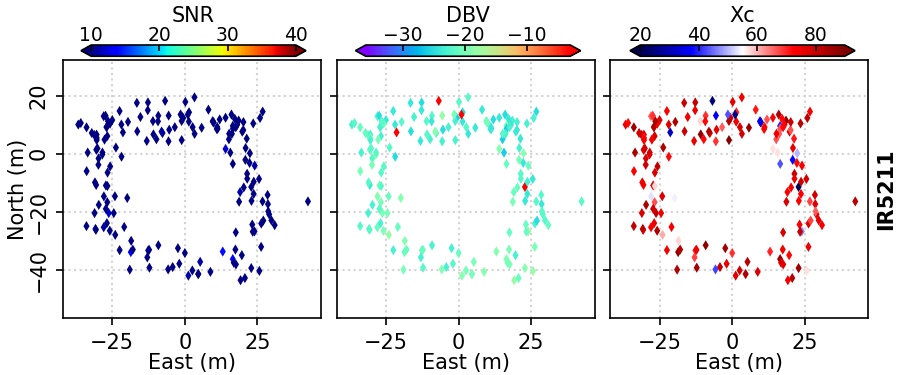 SNR DBV Xc
10 20 30 40 −30 −20 −10 20 40 60 80
20
0
−20
−40
North (m)
−25 0 25 −25 0 25 −25 0 25
East (m) East (m) East (m)
IR5211